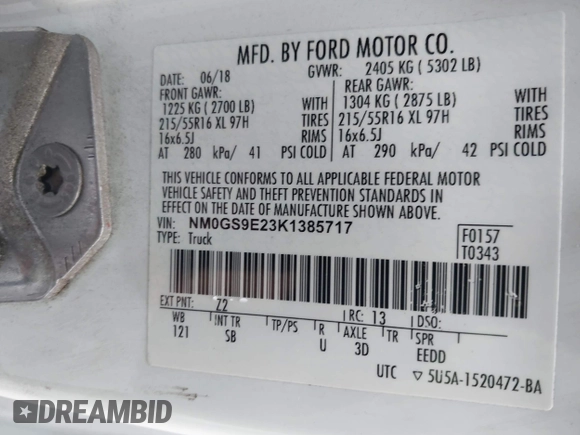 MFD. BY FORD MOTOR CO.
DATE: 06/18 GVWR: 2405 KG ( 5302 LB)
FRONT GAWR: REAR GAWR:
1225 KG ( 2700 LB) WITH 1304 KG ( 2875 LB) WITH
215/55R16 XL 97H TIRES 215/55R16 XL 97H TIRES
16x6.5J RIMS 16x6.5J RIMS
AT 280 kPa/ 41 PSI COLD AT 290 kPa/ 42 PSI COLD
THIS VEHICLE CONFORMS TO ALL APPLICABLE FEDERAL MOTOR
VEHICLE SAFETY AND THEFT PREVENTION STANDARDS IN
EFFECT ON THE DATE OF MANUFACTURE SHOWN ABOVE.
VIN: NM0GS9E23K1385717 F0157
TYPE: Truck T0343
EXT PNT: Z2 RC: 13 DSO:
WB INT TR TP/PS R AXLE TR SPR
121 SB U 3D EEDD
UTC ▽ 5U5A-1520472-BA
DREAMBID